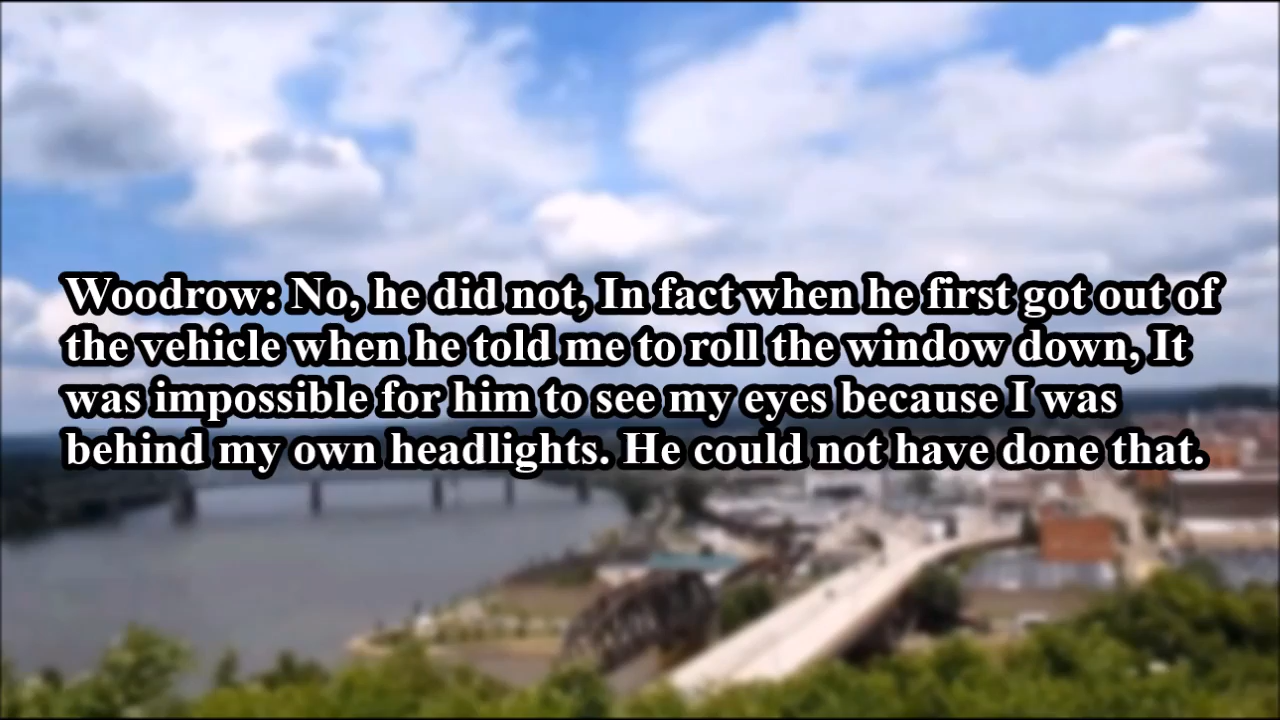 Woodrow: No, he did not, In fact when he first got out of
the vehicle when he told me to roll the window down, It
was impossible for him to see my eyes because I was
behind my own headlights. He could not have done that.